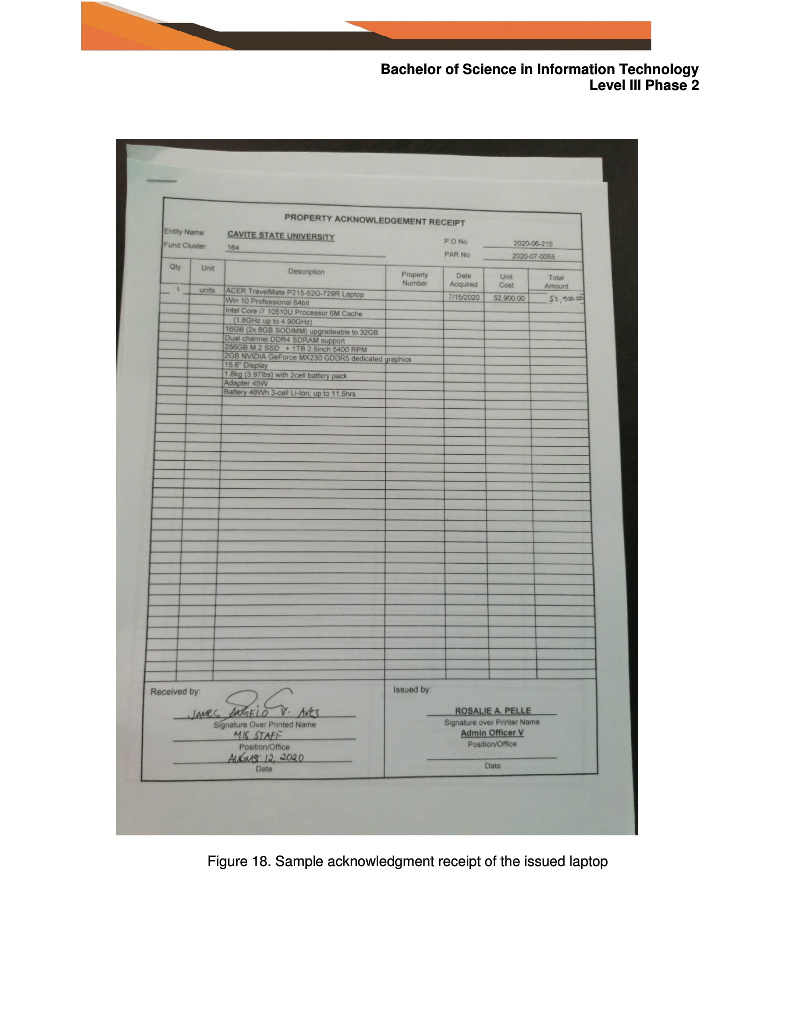 Bachelor of Science in Information Technology
Level III Phase 2
PROPERTY ACKNOWLEDGEMENT RECEIPT
Entity Name: CAVITE STATE UNIVERSITY
Fund Cluster: 184
P.O No. 2020-06-215
PAR No 2020-07-0055
Qty. Unit Description Property Number Date Acquired Unit Cost Total Amount
1 units ACER TravelMate P215-52G-729R Laptop 7/15/2020 52,900.00 52,900.00
Win 10 Professional 64bit
Intel Core i7 10510U Processor 6M Cache
(1.8GHz up to 4.90GHz)
16GB (2x 8GB SODIMM) upgradeable to 32GB
Dual channel DDR4 SDRAM support
256GB M.2 SSD + 1TB 2.5inch 5400 RPM
2GB NVIDIA GeForce MX230 GDDR5 dedicated graphics
15.6" Display
1.8kg (3.97lbs) with 2cell battery pack
Adapter 45W
Battery 48Wh 3-cell Li-Ion, up to 11.5hrs
Received by:
JAMES ANGELO V. AVES
Signature Over Printed Name
MIS STAFF
Position/Office
AUGUST 12, 2020
Date
Issued by:
ROSALIE A. PELLE
Signature over Printer Name
Admin Officer V
Position/Office
Date
Figure 18. Sample acknowledgment receipt of the issued laptop